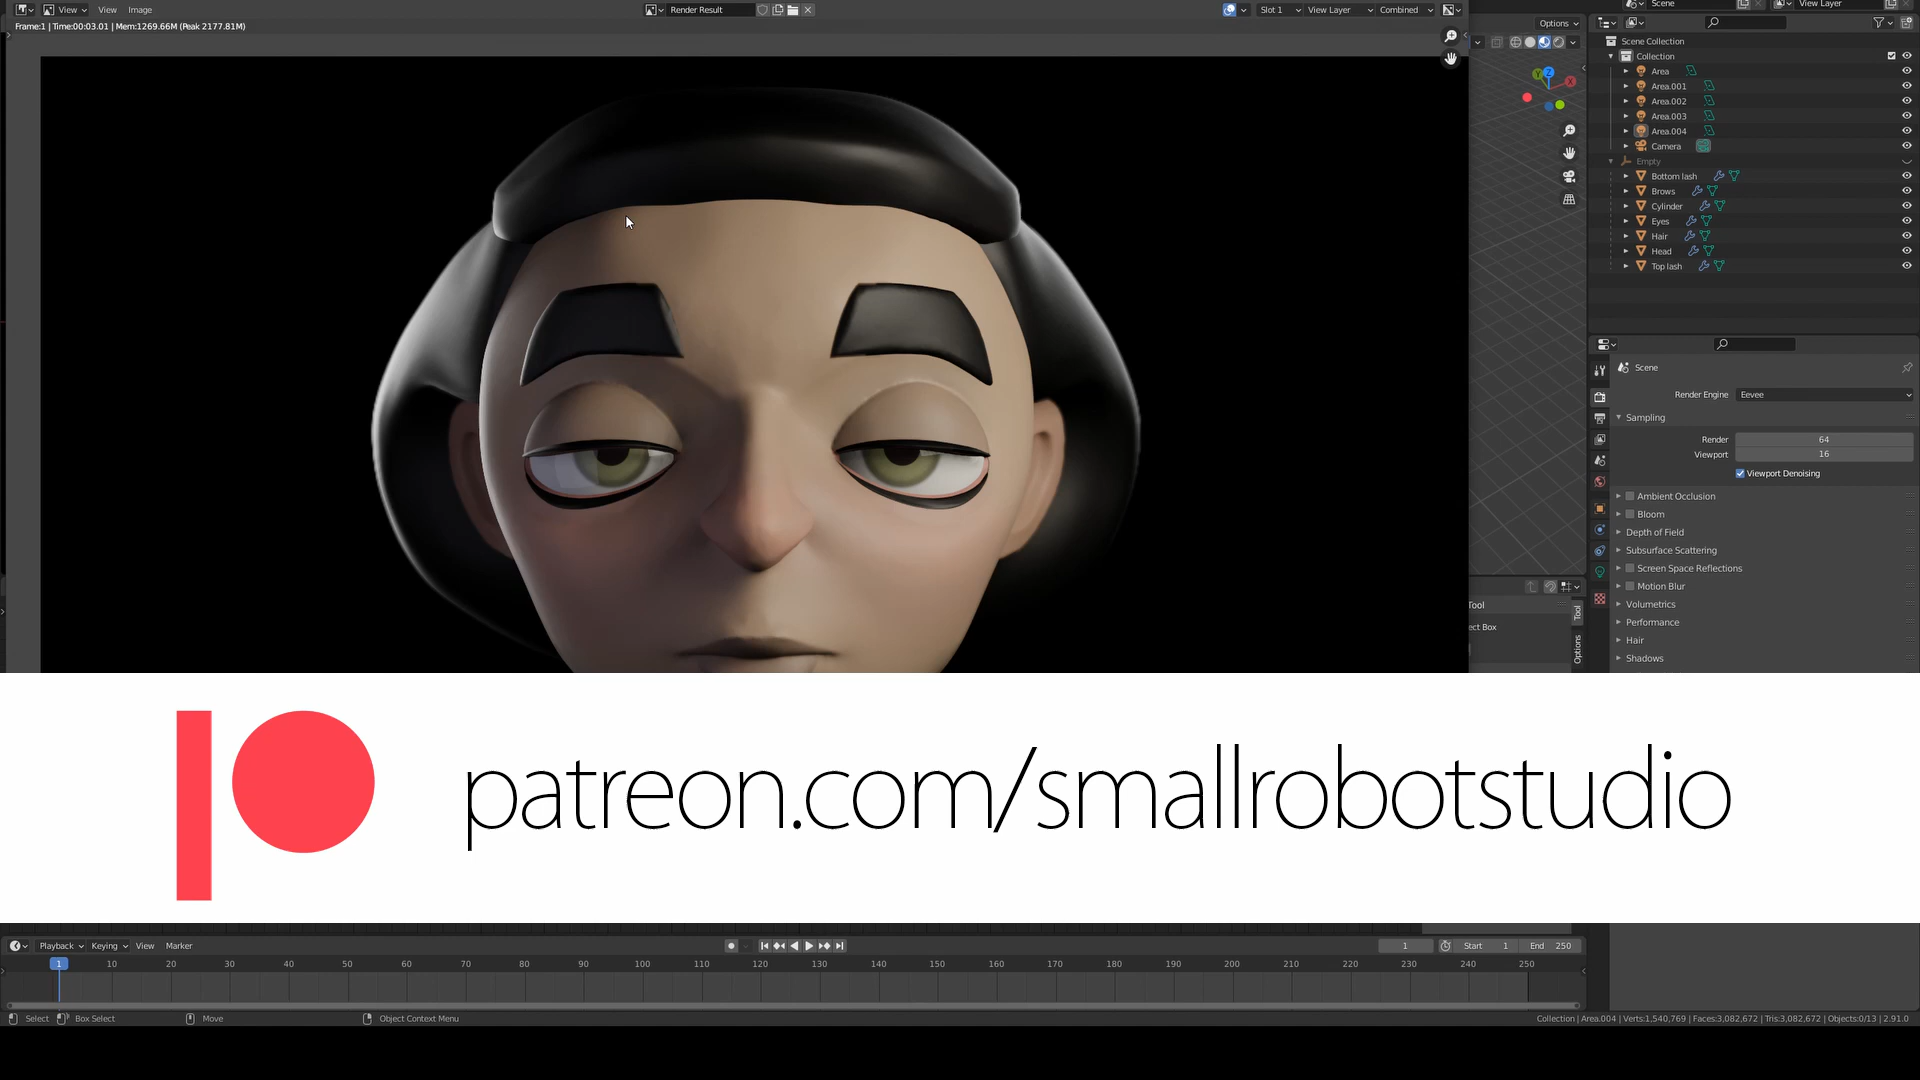 View View Image Render Result Slot 1 View Layer Combined Scene View Layer
Frame:1 | Time:00:03.01 | Mem:1269.66M (Peak 2177.81M)
Options
Scene Collection
Collection
Area
Area.001
Area.002
Area.003
Area.004
Camera
Empty
Bottom lash
Brows
Cylinder
Eyes
Hair
Head
Top lash
Y Z X
Scene
Render Engine Eevee
Sampling
Render 64
Viewport 16
Viewport Denoising
Ambient Occlusion
Bloom
Depth of Field
Subsurface Scattering
Screen Space Reflections
Motion Blur
Volumetrics
Performance
Hair
Shadows
Tool
ect Box
Tool
Options
patreon.com/smallrobotstudio
Playback Keying View Marker 1 Start 1 End 250
1 10 20 30 40 50 60 70 80 90 100 110 120 130 140 150 160 170 180 190 200 210 220 230 240 250
Select Box Select Move Object Context Menu Collection | Area.004 | Verts:1,540,769 | Faces:3,082,672 | Tris:3,082,672 | Objects:0/13 | 2.91.0